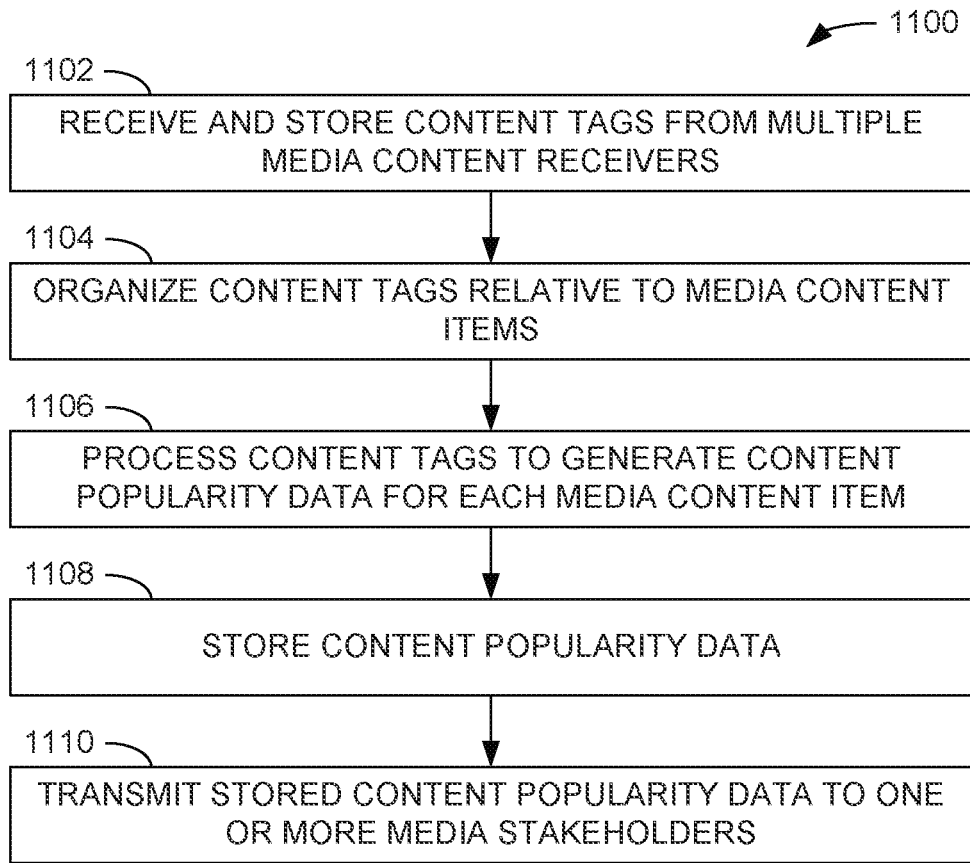 1100
1102
RECEIVE AND STORE CONTENT TAGS FROM MULTIPLE
MEDIA CONTENT RECEIVERS
1104
ORGANIZE CONTENT TAGS RELATIVE TO MEDIA CONTENT
ITEMS
1106
PROCESS CONTENT TAGS TO GENERATE CONTENT
POPULARITY DATA FOR EACH MEDIA CONTENT ITEM
1108
STORE CONTENT POPULARITY DATA
1110
TRANSMIT STORED CONTENT POPULARITY DATA TO ONE
OR MORE MEDIA STAKEHOLDERS